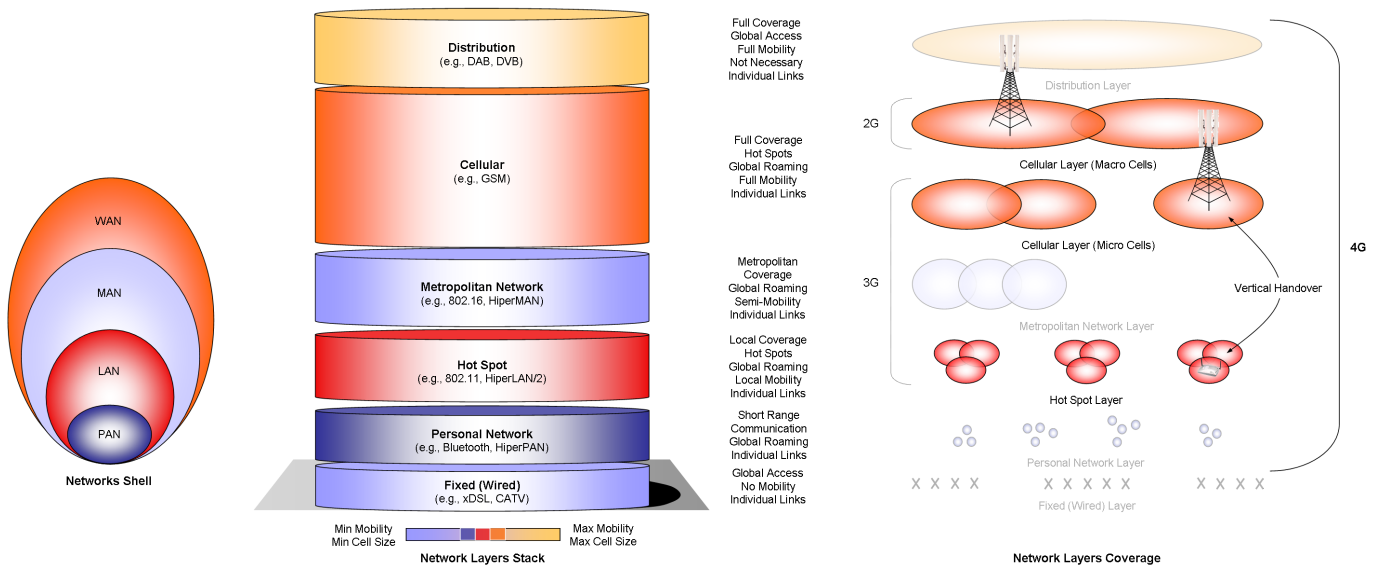 WAN
MAN
LAN
PAN
Networks Shell
Distribution
(e.g., DAB, DVB)
Cellular
(e.g., GSM)
Metropolitan Network
(e.g., 802.16, HiperMAN)
Hot Spot
(e.g., 802.11, HiperLAN/2)
Personal Network
(e.g., Bluetooth, HiperPAN)
Fixed (Wired)
(e.g., xDSL, CATV)
Min Mobility
Min Cell Size
Max Mobility
Max Cell Size
Network Layers Stack
Full Coverage
Global Access
Full Mobility
Not Necessary
Individual Links
Full Coverage
Hot Spots
Global Roaming
Full Mobility
Individual Links
Metropolitan
Coverage
Global Roaming
Semi-Mobility
Individual Links
Local Coverage
Hot Spots
Global Roaming
Local Mobility
Individual Links
Short Range
Communication
Global Roaming
Individual Links
Global Access
No Mobility
Individual Links
Distribution Layer
2G
Cellular Layer (Macro Cells)
Cellular Layer (Micro Cells)
3G
4G
Vertical Handover
Metropolitan Network Layer
Hot Spot Layer
Personal Network Layer
X X X X X X X X X X X X X
Fixed (Wired) Layer
Network Layers Coverage